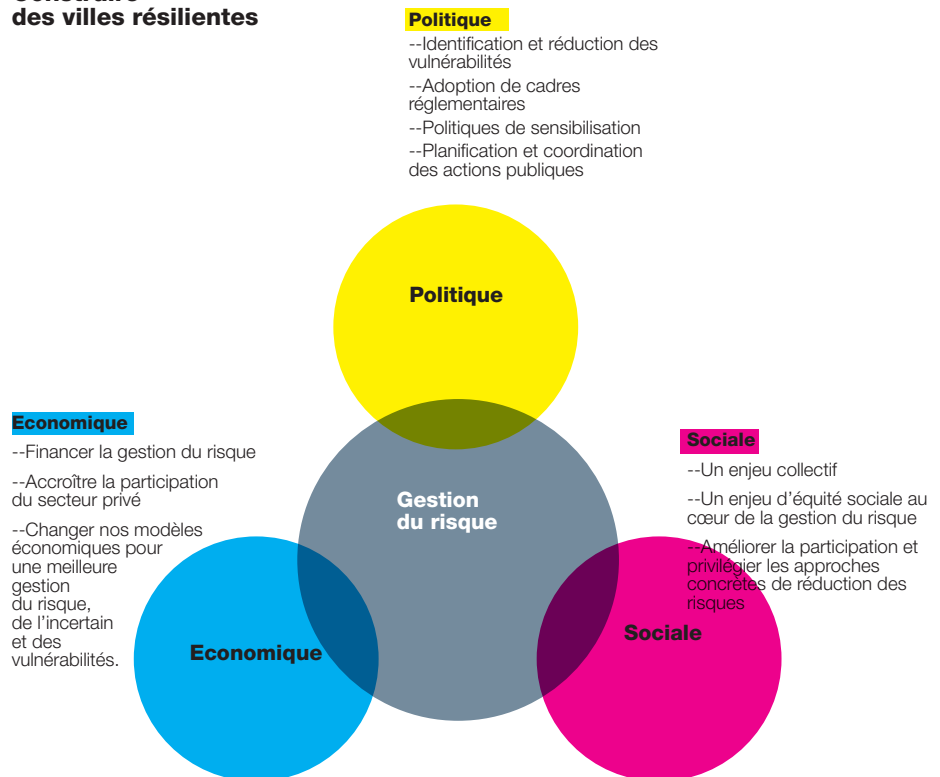 Construire
des villes résilientes
Politique
--Identification et réduction des
vulnérabilités
--Adoption de cadres
réglementaires
--Politiques de sensibilisation
--Planification et coordination
des actions publiques
Politique
Economique
--Financer la gestion du risque
--Accroître la participation
du secteur privé
--Changer nos modèles
économiques pour
une meilleure
gestion
du risque,
de l'incertain
et des
vulnérabilités.
Gestion
du risque
Sociale
--Un enjeu collectif
--Un enjeu d'équité sociale au
cœur de la gestion du risque
--Améliorer la participation et
privilégier les approches
concrètes de réduction des
risques
Economique
Sociale